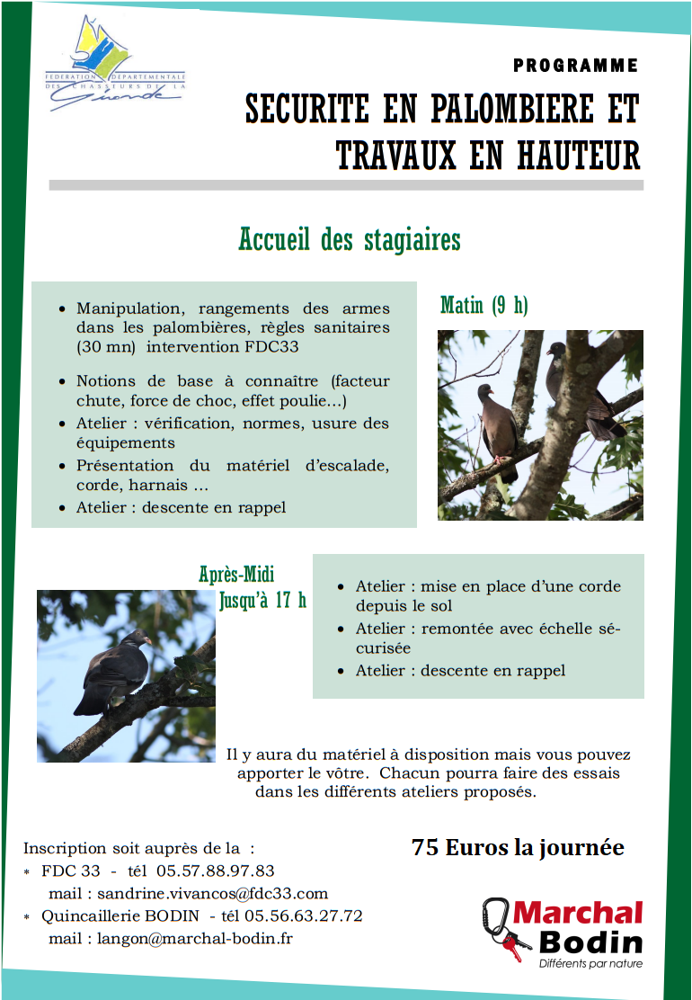 FEDERATION DEPARTEMENTALE
DES CHASSEURS DE LA
Gironde
PROGRAMME
SECURITE EN PALOMBIERE ET
TRAVAUX EN HAUTEUR
Accueil des stagiaires
• Manipulation, rangements des armes
dans les palombières, règles sanitaires
(30 mn) intervention FDC33
• Notions de base à connaître (facteur
chute, force de choc, effet poulie…)
• Atelier : vérification, normes, usure des
équipements
• Présentation du matériel d’escalade,
corde, harnais …
• Atelier : descente en rappel
Matin (9 h)
Après-Midi
Jusqu’à 17 h
• Atelier : mise en place d’une corde
depuis le sol
• Atelier : remontée avec échelle sé-
curisée
• Atelier : descente en rappel
Il y aura du matériel à disposition mais vous pouvez
apporter le vôtre. Chacun pourra faire des essais
dans les différents ateliers proposés.
Inscription soit auprès de la :
* FDC 33 - tél 05.57.88.97.83
mail : sandrine.vivancos@fdc33.com
* Quincaillerie BODIN - tél 05.56.63.27.72
mail : langon@marchal-bodin.fr
75 Euros la journée
Marchal
Bodin
Différents par nature